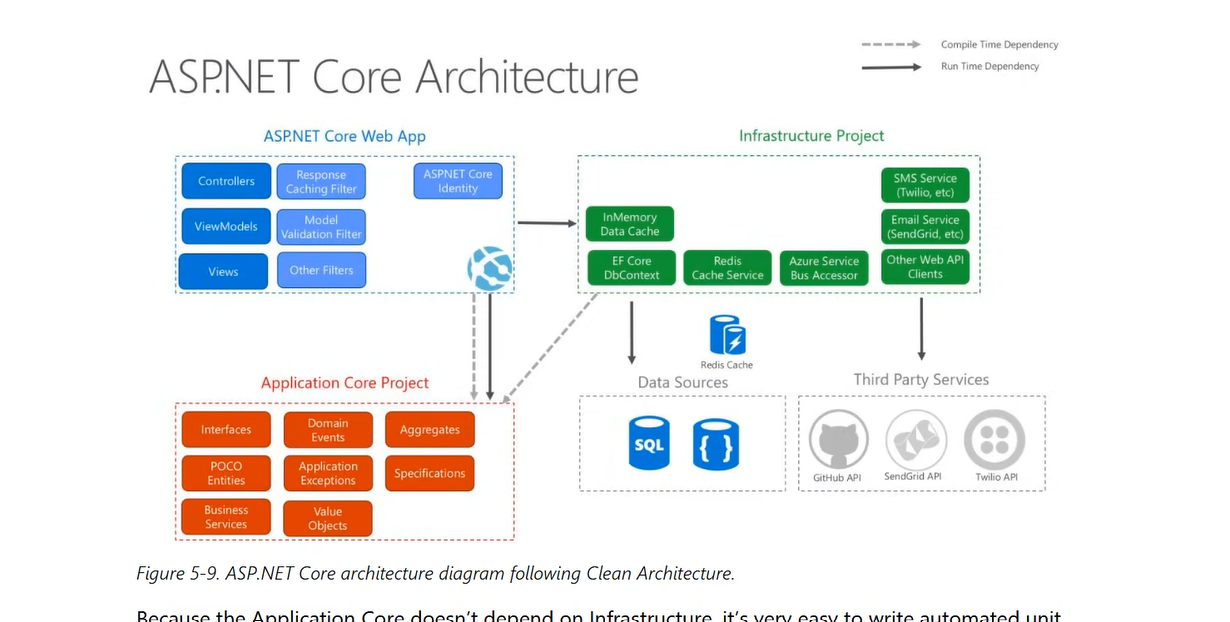 Compile Time Dependency
Run Time Dependency
ASP.NET Core Architecture
ASP.NET Core Web App
Controllers
Response
Caching Filter
ASP.NET Core
Identity
ViewModels
Model
Validation Filter
Views
Other Filters
Infrastructure Project
SMS Service
(Twilio, etc)
InMemory
Data Cache
Email Service
(SendGrid, etc)
EF Core
DbContext
Redis
Cache Service
Azure Service
Bus Accessor
Other Web API
Clients
Redis Cache
Application Core Project
Interfaces
Domain
Events
Aggregates
POCO
Entities
Application
Exceptions
Specifications
Business
Services
Value
Objects
Data Sources
SQL
{ }
Third Party Services
GitHub API
SendGrid API
Twilio API
Figure 5-9. ASP.NET Core architecture diagram following Clean Architecture.
Because the Application Core doesn't depend on Infrastructure, it's very easy to write automated unit